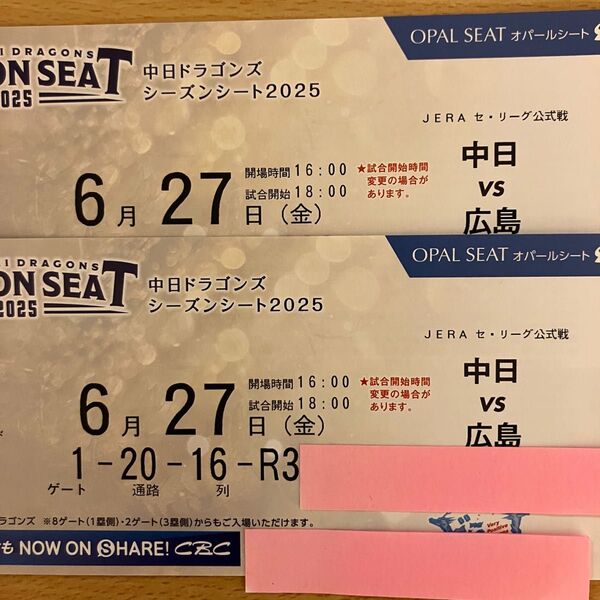 I DRAGONS
ON SEAT
2025
中日ドラゴンズ
シーズンシート2025
OPAL SEAT オパールシート
JERA セ・リーグ公式戦
6月27日(金)
開場時間 16:00
試合開始 18:00
★試合開始時間
変更の場合が
あります。
中日
VS
広島
I DRAGONS
ON SEAT
2025
中日ドラゴンズ
シーズンシート2025
OPAL SEAT オパールシート
JERA セ・リーグ公式戦
6月27日(金)
開場時間 16:00
試合開始 18:00
★試合開始時間
変更の場合が
あります。
中日
VS
広島
1-20-16-R3
ゲート 通路 列
ラゴンズ ※8ゲート(1塁側)・2ゲート(3塁側)からもご入場いただけます。
も NOW ON SHARE! CBC
Very
Positive